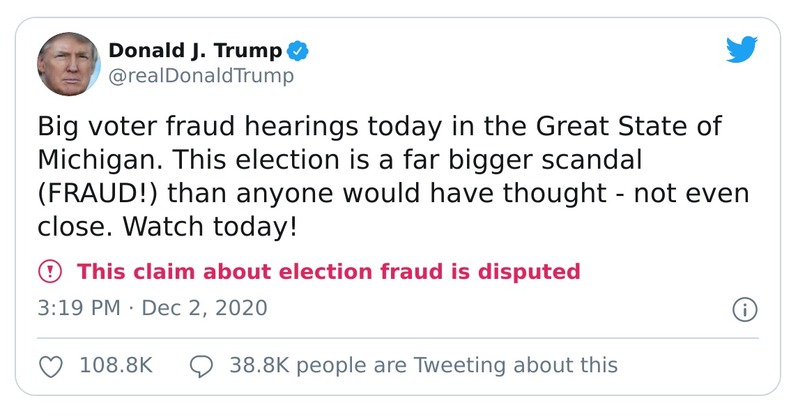 Donald J. Trump
@realDonaldTrump
Big voter fraud hearings today in the Great State of
Michigan. This election is a far bigger scandal
(FRAUD!) than anyone would have thought - not even
close. Watch today!
This claim about election fraud is disputed
3:19 PM · Dec 2, 2020
108.8K 38.8K people are Tweeting about this